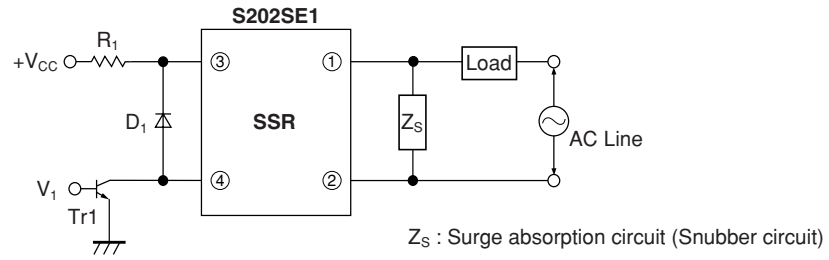 S202SE1
R1
+VCC
③
①
Load
D1
SSR
ZS
AC Line
V1
④
②
Tr1
ZS : Surge absorption circuit (Snubber circuit)